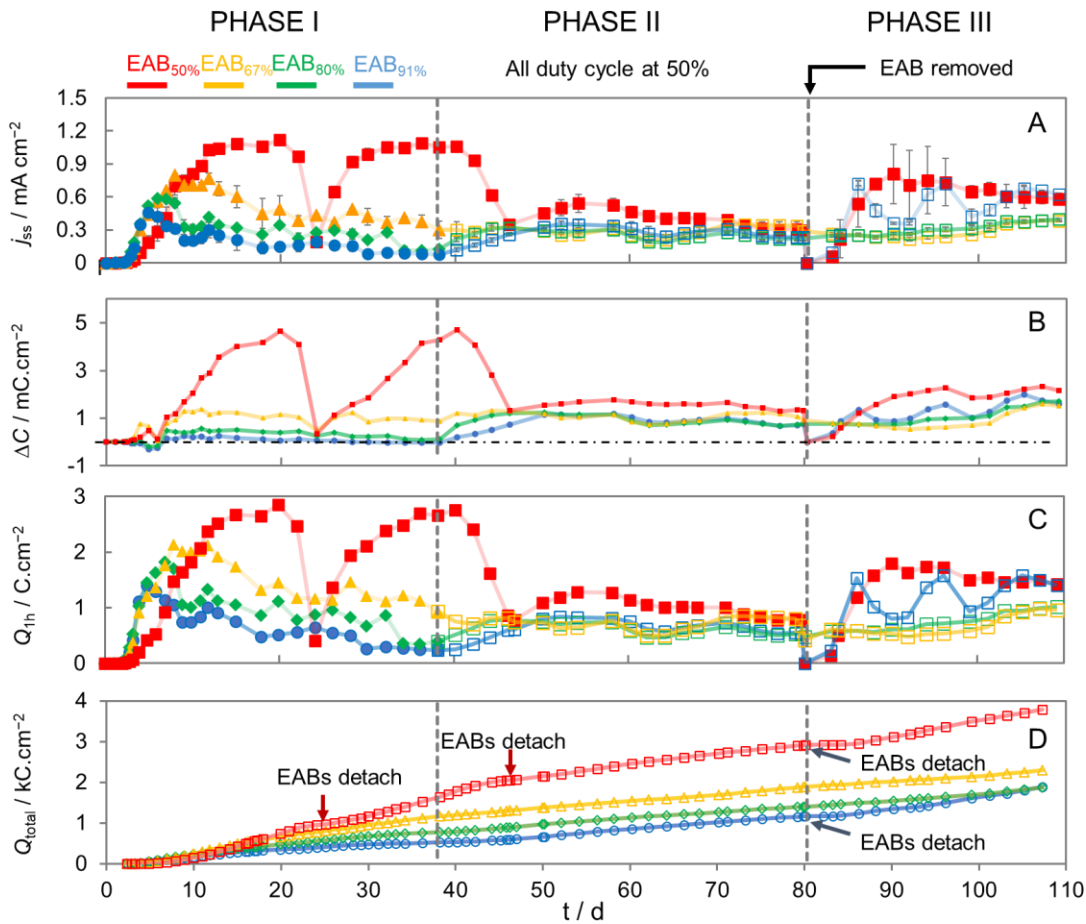 PHASE I PHASE II PHASE III
EAB50% EAB67% EAB80% EAB91% All duty cycle at 50% EAB removed
A
1.5
1.2
0.9
0.6
0.3
0
jss / mA cm−2
B
5
3
1
-1
ΔC / mC.cm−2
C
3
2
1
0
Q1h / C.cm−2
D
4
3
2
1
0
Qtotal / kC.cm−2
EABs detach
EABs detach
EABs detach
EABs detach
0 10 20 30 40 50 60 70 80 90 100 110
t / d